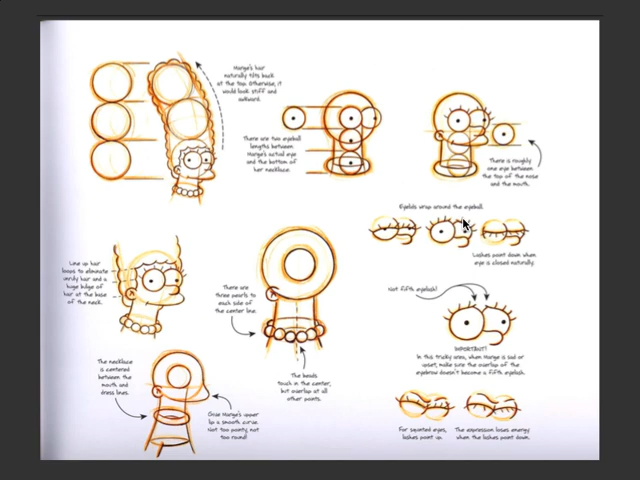 Marge's hair
naturally tilts back
at the top. Otherwise, it
would look stiff and
awkward.
There are two eyeball
lengths between
Marge's actual eye
and the bottom of
her necklace.
There is roughly
one eye between
the top of the nose
and the mouth.
Eyelids wrap around the eyeball.
Lashes point down when
eye is closed naturally.
Line up hair
loops to eliminate
unruly hair and a
huge bulge of
hair at the base
of the neck.
There are
three pearls to
each side of
the center line.
Not fifth eyelash!
IMPORTANT!
In this tricky area, when Marge is sad or
upset, make sure the overlap of the
eyebrow doesn't become a fifth eyelash.
The necklace
is centered
between the
mouth and
dress lines.
The beads
touch in the center,
but overlap at all
other points.
Give Marge's upper
lip a smooth curve.
Not too pointy, not
too round!
For squinted eyes,
lashes point up.
The expression loses energy
when the lashes point down.